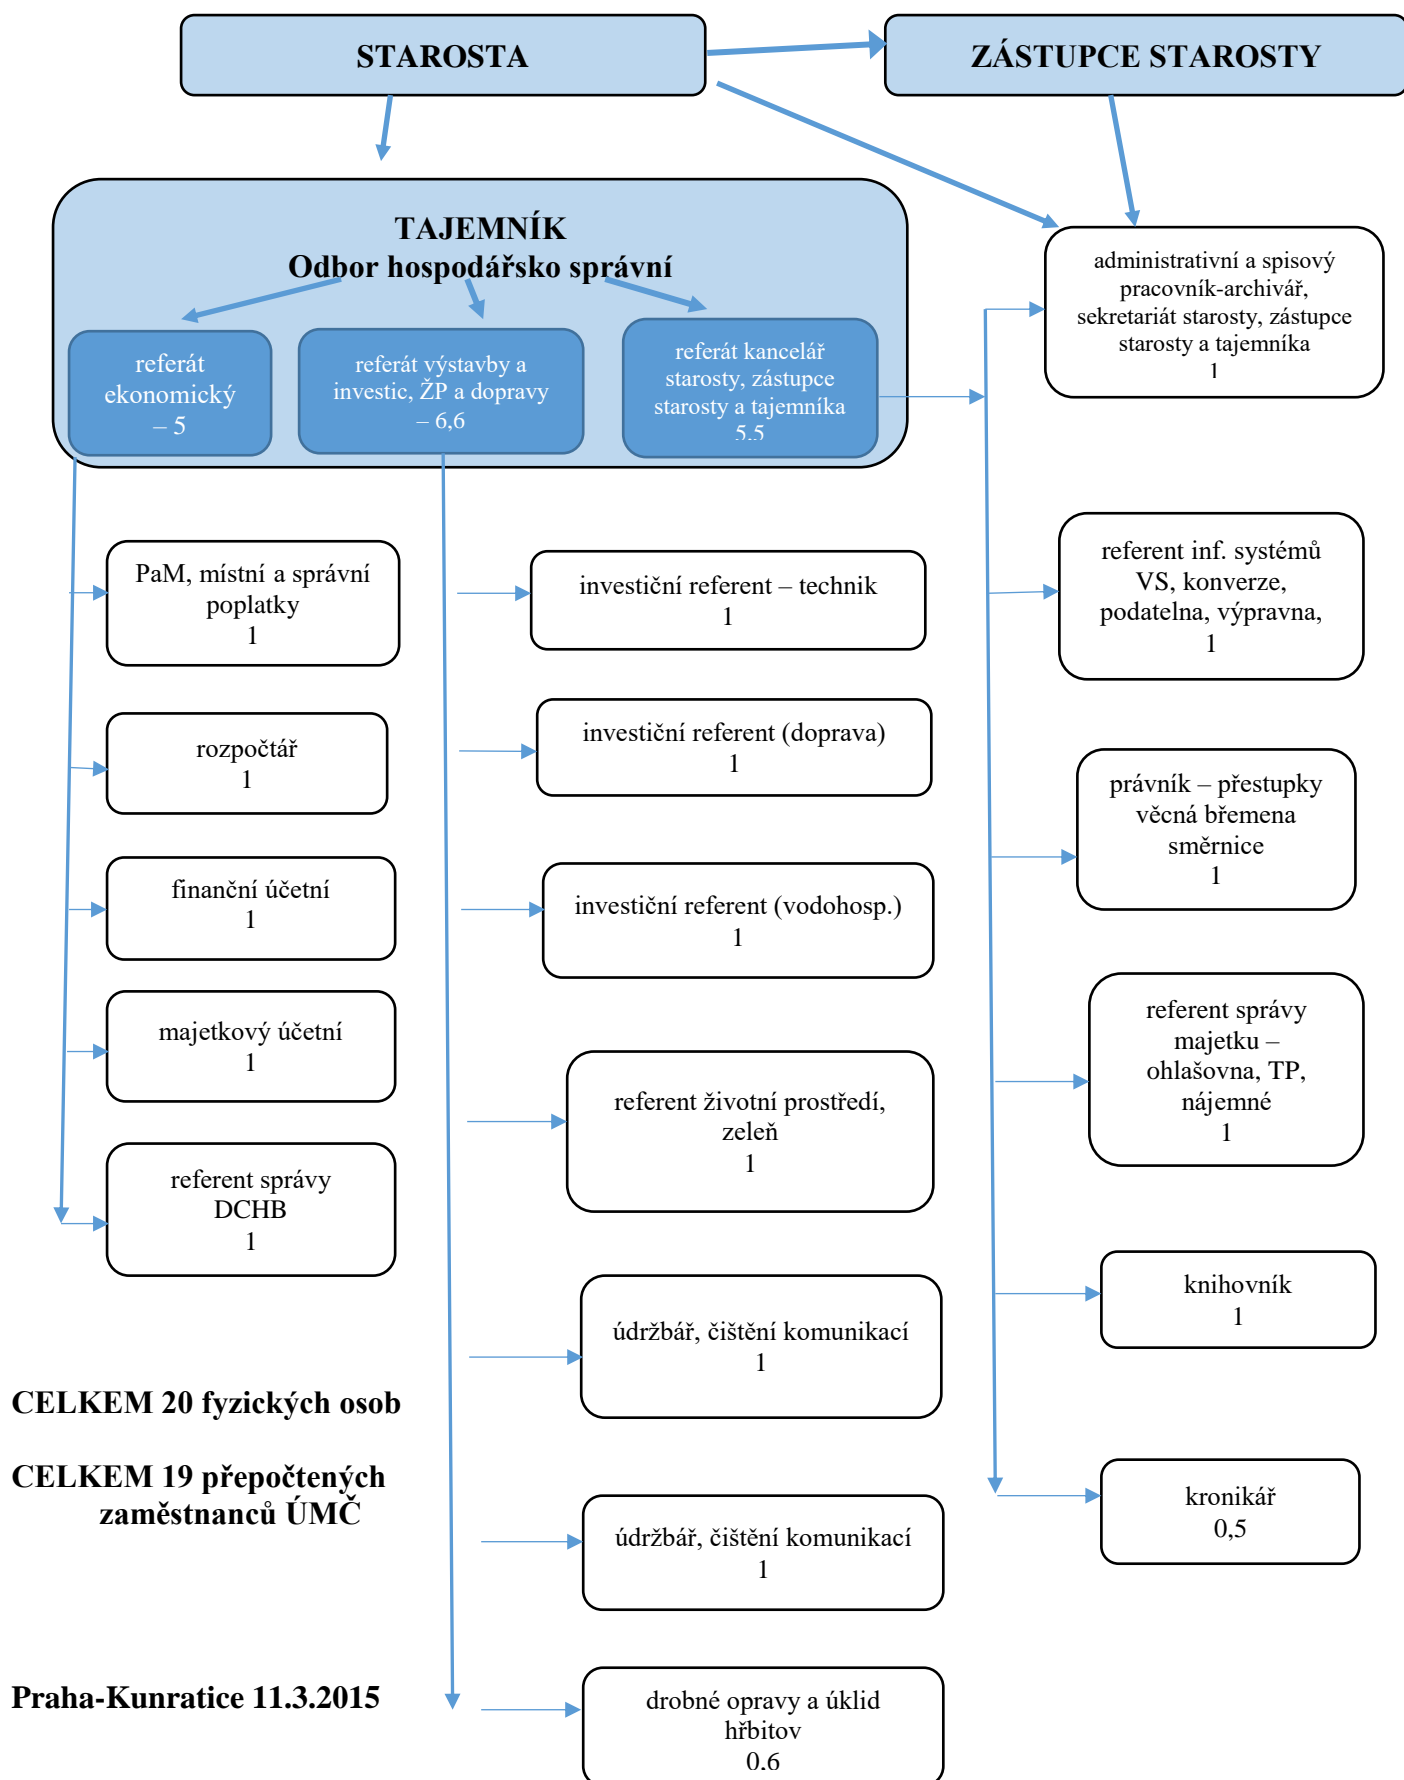 STAROSTA
ZÁSTUPCE STAROSTY
TAJEMNÍK
Odbor hospodářsko správní
referát
ekonomický
– 5
referát výstavby a
investic, ŽP a dopravy
– 6,6
referát kancelář
starosty, zástupce
starosty a tajemníka
5,5
administrativní a spisový
pracovník-archivář,
sekretariát starosty, zástupce
starosty a tajemníka
1
PaM, místní a správní
poplatky
1
rozpočtář
1
finanční účetní
1
majetkový účetní
1
referent správy
DCHB
1
investiční referent – technik
1
investiční referent (doprava)
1
investiční referent (vodohosp.)
1
referent životní prostředí,
zeleň
1
údržbář, čištění komunikací
1
údržbář, čištění komunikací
1
drobné opravy a úklid
hřbitov
0,6
referent inf. systémů
VS, konverze,
podatelna, výpravna,
1
právník – přestupky
věcná břemena
směrnice
1
referent správy
majetku –
ohlašovna, TP,
nájemné
1
knihovník
1
kronikář
0,5
CELKEM 20 fyzických osob
CELKEM 19 přepočtených
zaměstnanců ÚMČ
Praha-Kunratice 11.3.2015